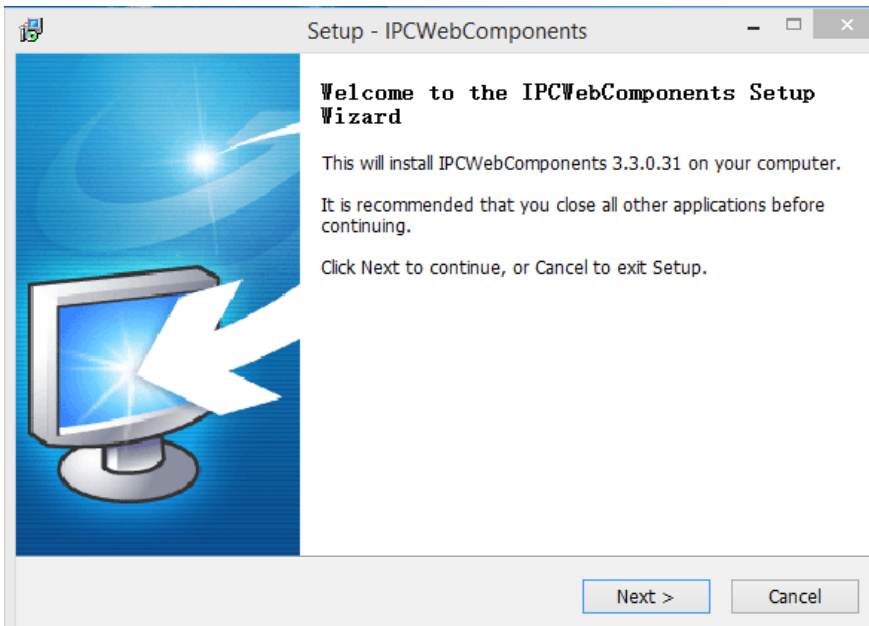 Setup - IPCWebComponents
Welcome to the IPCWebComponents Setup
Wizard
This will install IPCWebComponents 3.3.0.31 on your computer.
It is recommended that you close all other applications before
continuing.
Click Next to continue, or Cancel to exit Setup.
Next >
Cancel